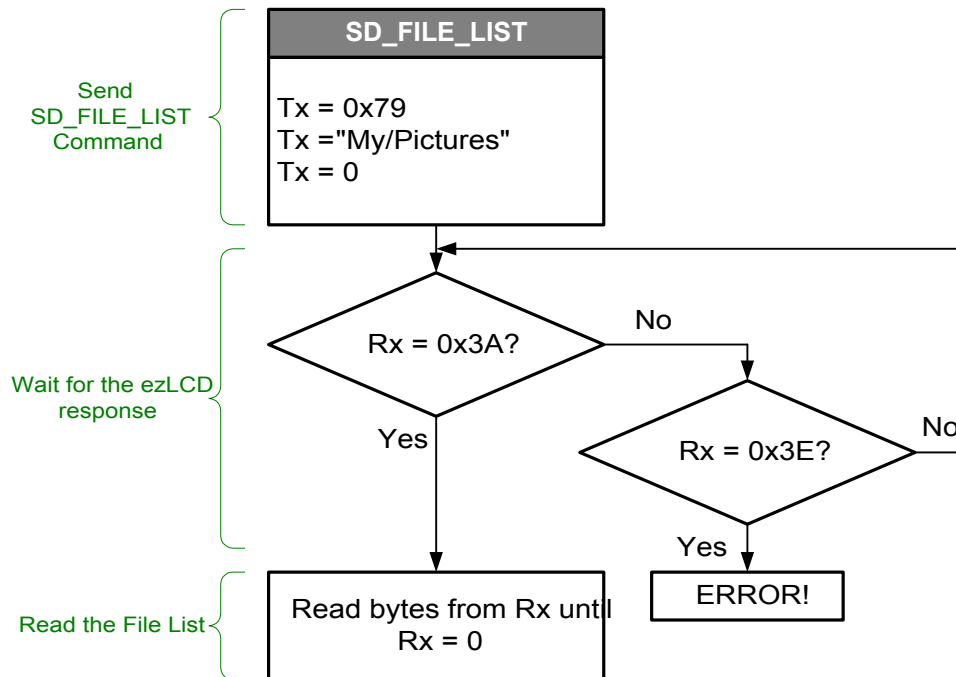 SD_FILE_LIST
Send
SD_FILE_LIST
Command
Tx = 0x79
Tx ="My/Pictures"
Tx = 0
Wait for the ezLCD
response
Rx = 0x3A?
No
Yes
Rx = 0x3E?
No
Yes
ERROR!
Read the File List
Read bytes from Rx until
Rx = 0